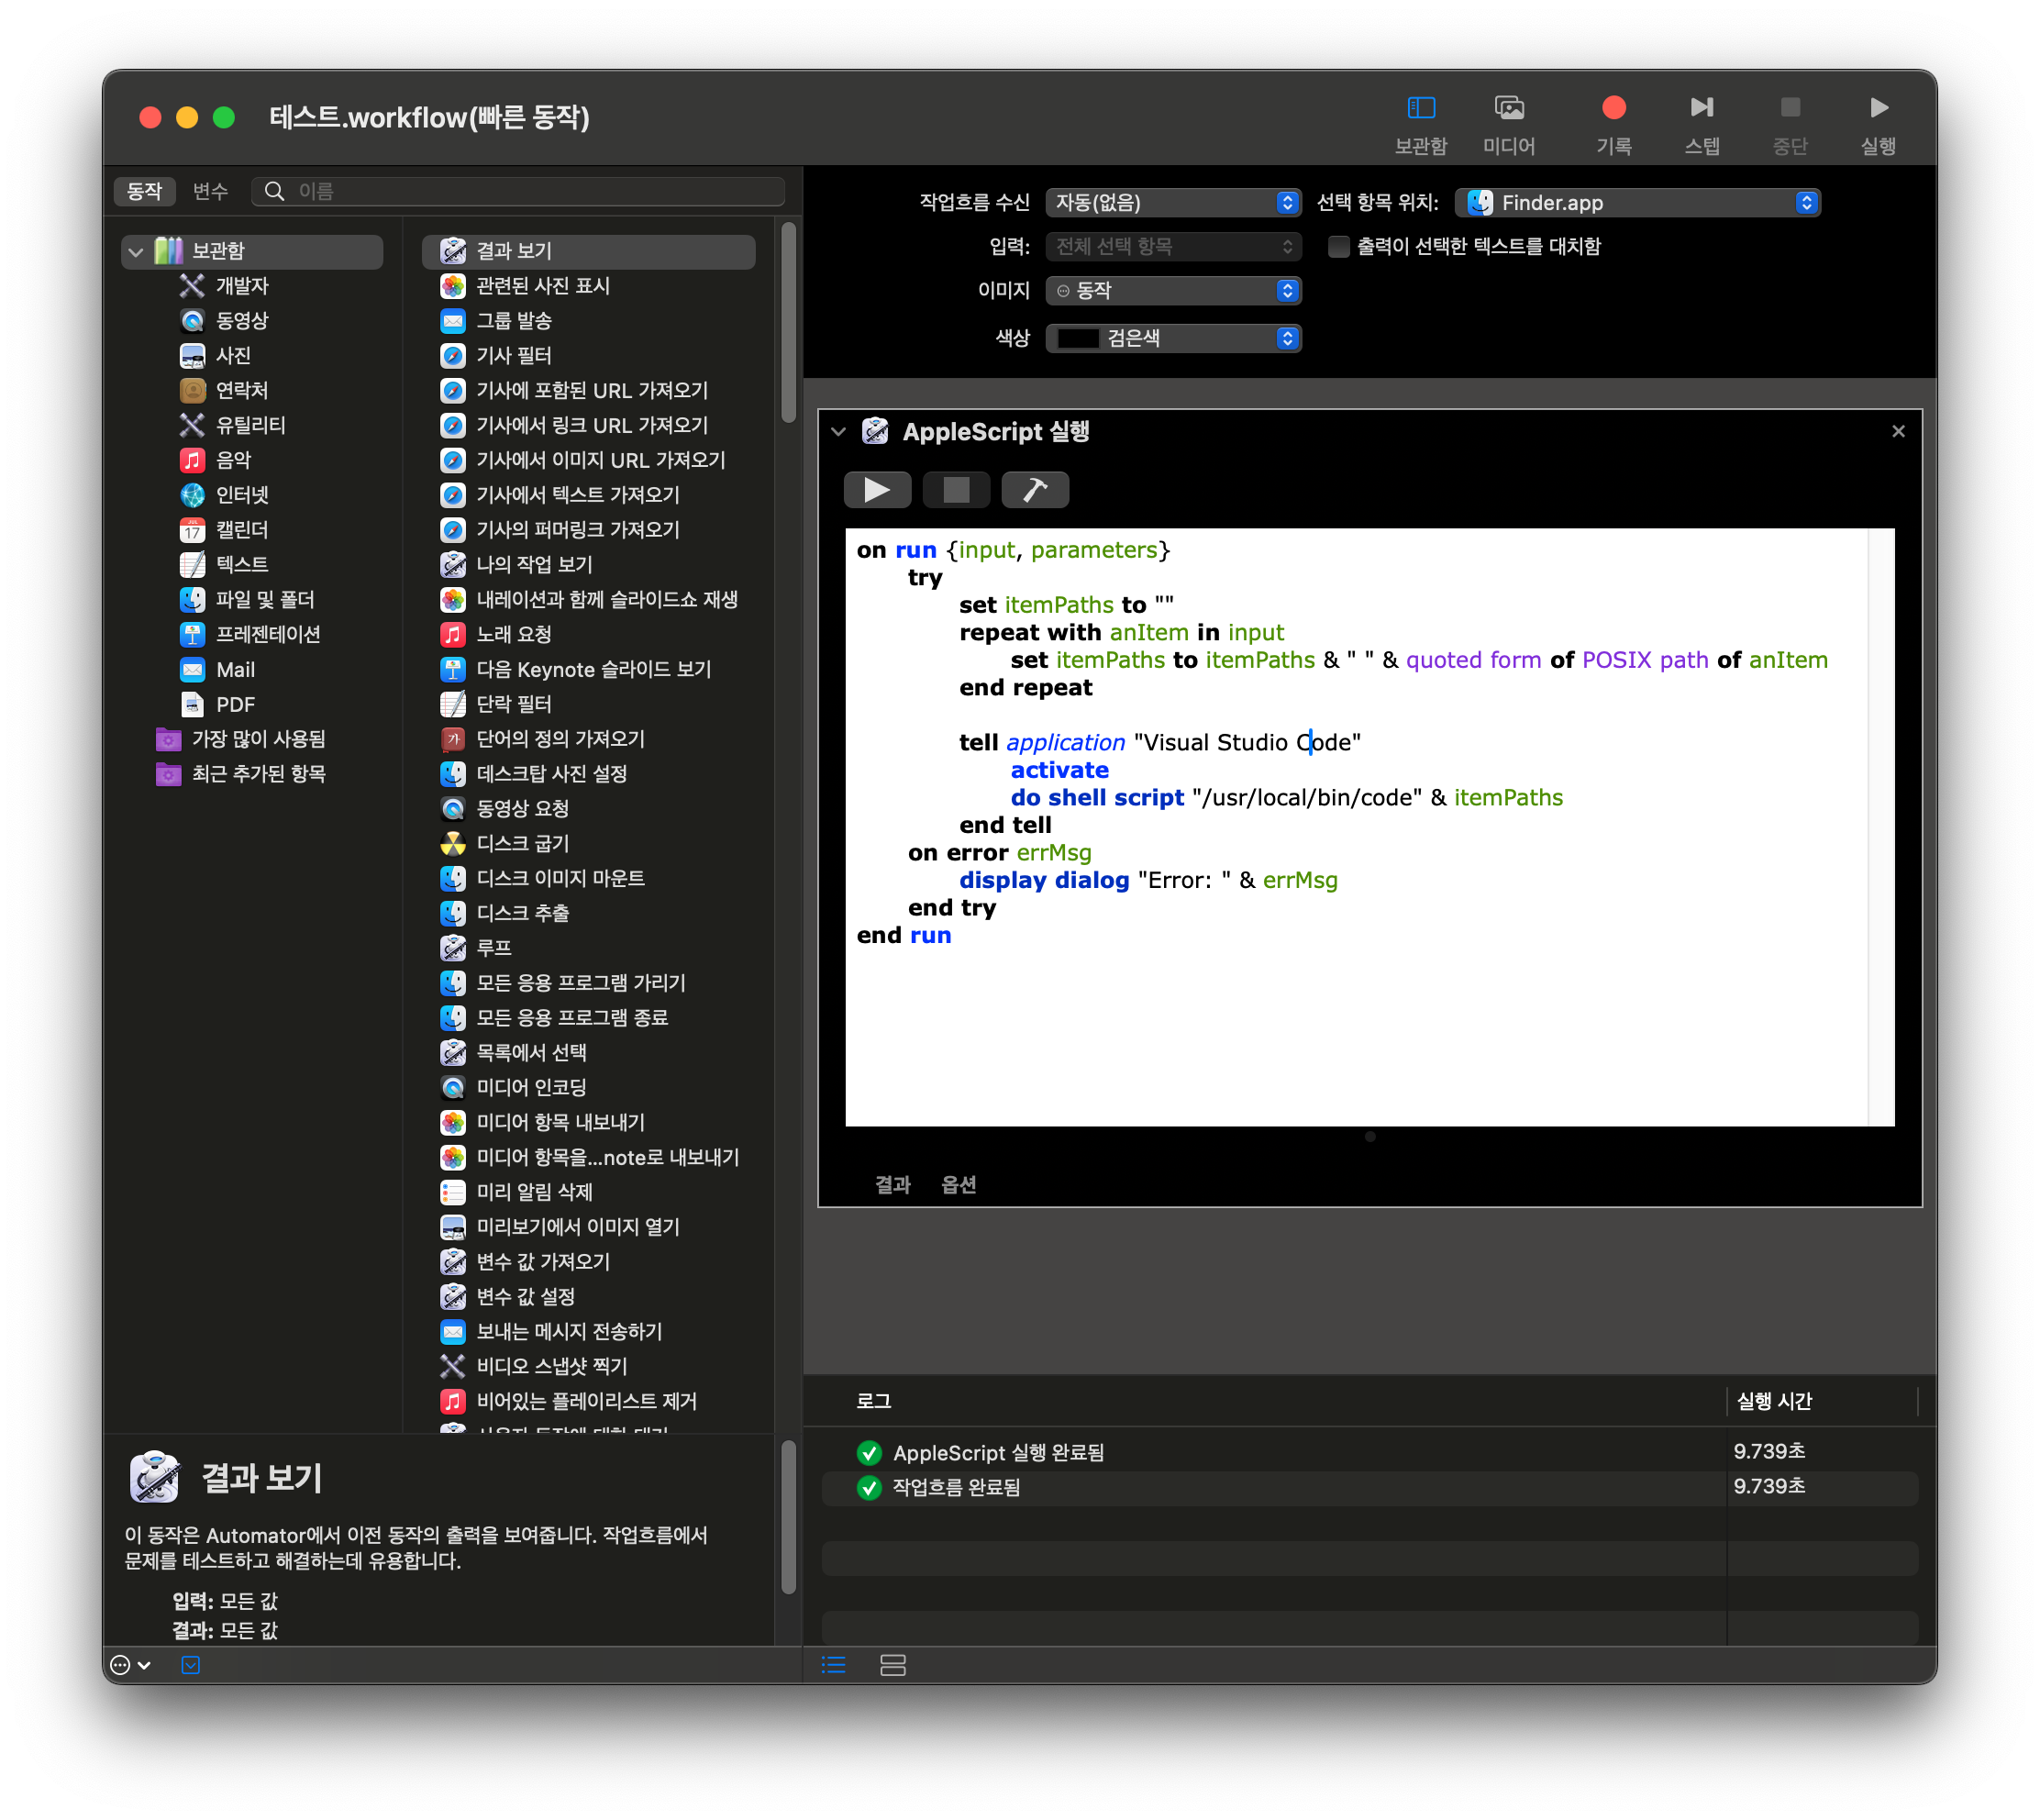 테스트.workflow(빠른 동작)
보관함
미디어
기록
스텝
중단
실행
동작
변수
이름
보관함
개발자
동영상
사진
연락처
유틸리티
음악
인터넷
캘린더
텍스트
파일 및 폴더
프레젠테이션
Mail
PDF
가장 많이 사용됨
최근 추가된 항목
결과 보기
관련된 사진 표시
그룹 발송
기사 필터
기사에 포함된 URL 가져오기
기사에서 링크 URL 가져오기
기사에서 이미지 URL 가져오기
기사에서 텍스트 가져오기
기사의 퍼머링크 가져오기
나의 작업 보기
내레이션과 함께 슬라이드쇼 재생
노래 요청
다음 Keynote 슬라이드 보기
단락 필터
단어의 정의 가져오기
데스크탑 사진 설정
동영상 요청
디스크 굽기
디스크 이미지 마운트
디스크 추출
루프
모든 응용 프로그램 가리기
모든 응용 프로그램 종료
목록에서 선택
미디어 인코딩
미디어 항목 내보내기
미디어 항목을...note로 내보내기
미리 알림 삭제
미리보기에서 이미지 열기
변수 값 가져오기
변수 값 설정
보내는 메시지 전송하기
비디오 스냅샷 찍기
비어있는 플레이리스트 제거
결과 보기
이 동작은 Automator에서 이전 동작의 출력을 보여줍니다. 작업흐름에서
문제를 테스트하고 해결하는데 유용합니다.
입력: 모든 값
결과: 모든 값
작업흐름 수신 자동(없음) 선택 항목 위치: Finder.app
입력: 전체 선택 항목 출력이 선택한 텍스트를 대치함
이미지 동작
색상 검은색
AppleScript 실행
on run {input, parameters}
try
set itemPaths to ""
repeat with anItem in input
set itemPaths to itemPaths & " " & quoted form of POSIX path of anItem
end repeat
tell application "Visual Studio Code"
activate
do shell script "/usr/local/bin/code" & itemPaths
end tell
on error errMsg
display dialog "Error: " & errMsg
end try
end run
결과 옵션
로그 실행 시간
AppleScript 실행 완료됨 9.739초
작업흐름 완료됨 9.739초